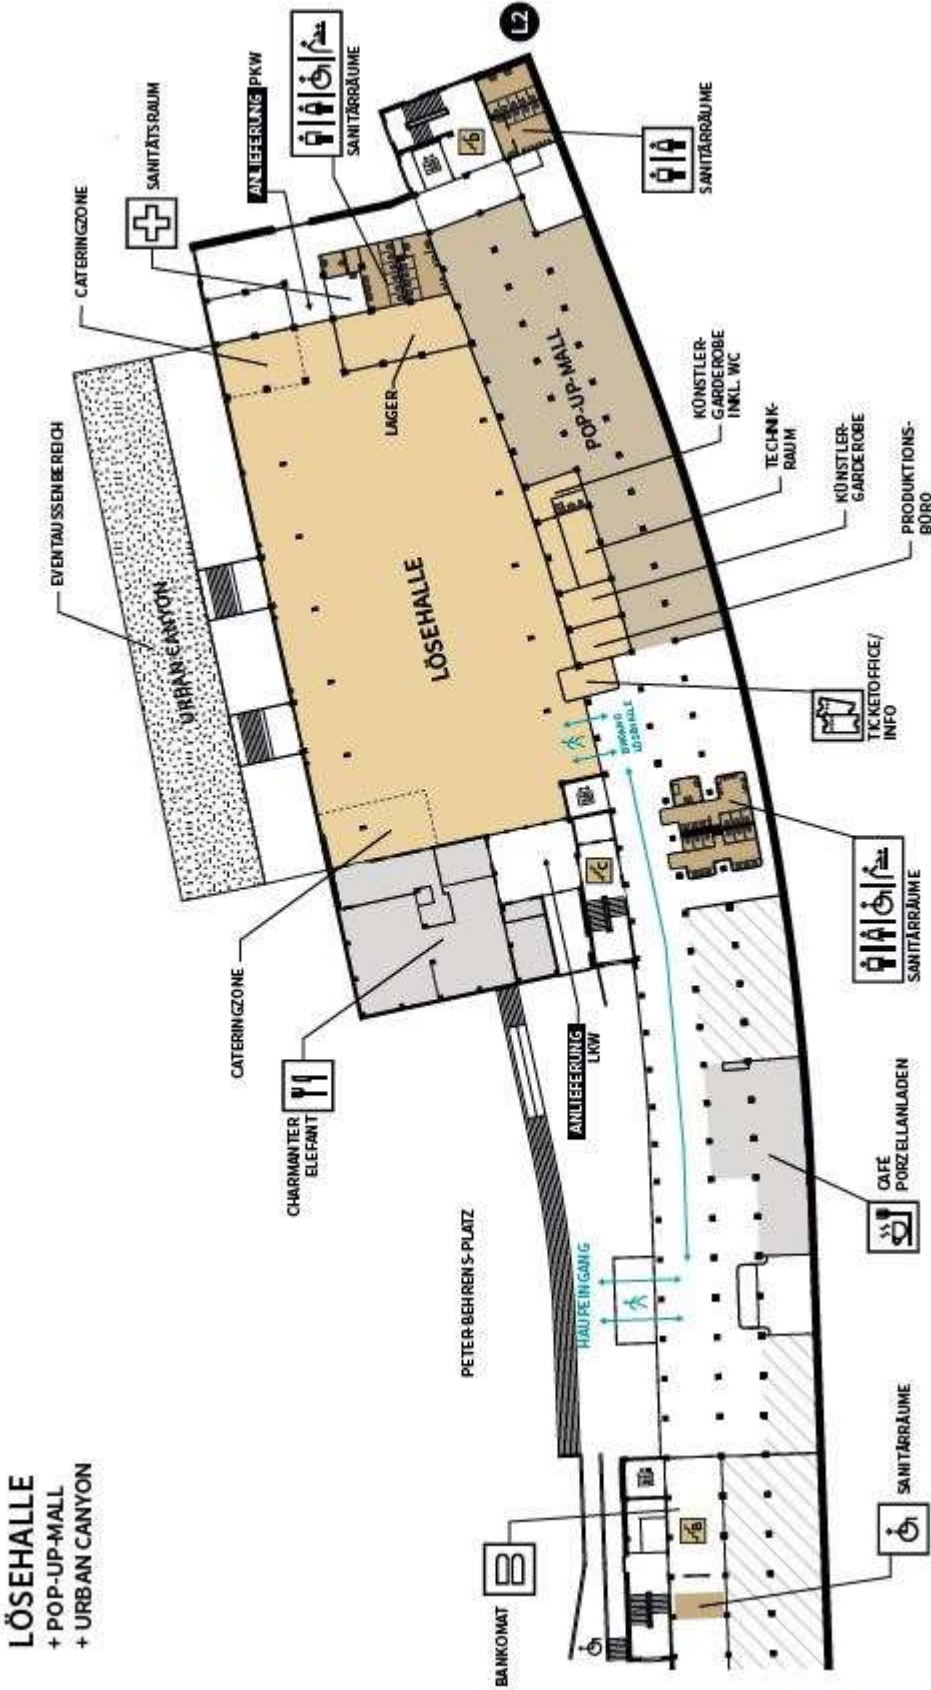 LÖSEHALLE
+ POP-UP-MALL
+ URBAN CANYON
EVENTAUSSENBEREICH
URBAN CANYON
CATERINGZONE
SANITÄTSRAUM
ANLIEFERUNG PKW
SANITÄRRÄUME
L2
D
SANITÄRRÄUME
LAGER
LÖSEHALLE
POP-UP-MALL
KÜNSTLER-
GARDEROBE
INKL. WC
TECHNIK-
RAUM
KÜNSTLER-
GARDEROBE
PRODUKTIONS-
BÜRO
TICKETOFFICE/
INFO
EINGANG
LÖSEHALLE
CATERINGZONE
CHARMANTER
ELEFANT
C
ANLIEFERUNG
LKW
SANITÄRRÄUME
CAFÉ
PORZELLANLADEN
PETER-BEHRENS-PLATZ
HAUPEINGANG
BANKOMAT
B
SANITÄRRÄUME